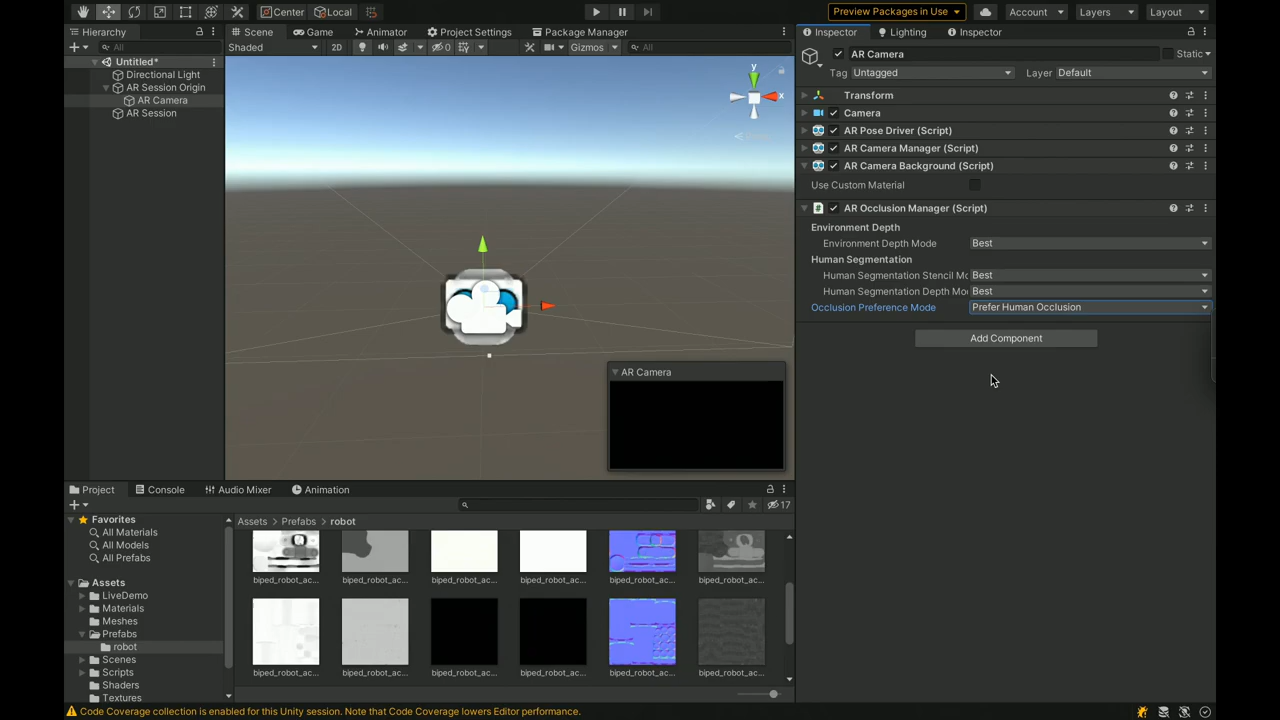 Center
Local
Preview Packages in Use
Account
Layers
Layout
Hierarchy
All
Untitled*
Directional Light
AR Session Origin
AR Camera
AR Session
Scene
Game
Animator
Project Settings
Package Manager
Shaded
2D
0
Gizmos
All
y
x
AR Camera
Inspector
Lighting
Inspector
AR Camera
Static
Tag
Untagged
Layer
Default
Transform
Camera
AR Pose Driver (Script)
AR Camera Manager (Script)
AR Camera Background (Script)
Use Custom Material
AR Occlusion Manager (Script)
Environment Depth
Environment Depth Mode
Best
Human Segmentation
Human Segmentation Stencil Mo
Best
Human Segmentation Depth Mo
Best
Occlusion Preference Mode
Prefer Human Occlusion
Add Component
Project
Console
Audio Mixer
Animation
17
Favorites
All Materials
All Models
All Prefabs
Assets
LiveDemo
Materials
Meshes
Prefabs
robot
Scenes
Scripts
Shaders
Textures
Assets
Prefabs
robot
biped_robot_ac...
biped_robot_ac...
biped_robot_ac...
biped_robot_ac...
biped_robot_ac...
biped_robot_ac...
biped_robot_ac...
biped_robot_ac...
biped_robot_ac...
biped_robot_ac...
biped_robot_ac...
biped_robot_ac...
Code Coverage collection is enabled for this Unity session. Note that Code Coverage lowers Editor performance.